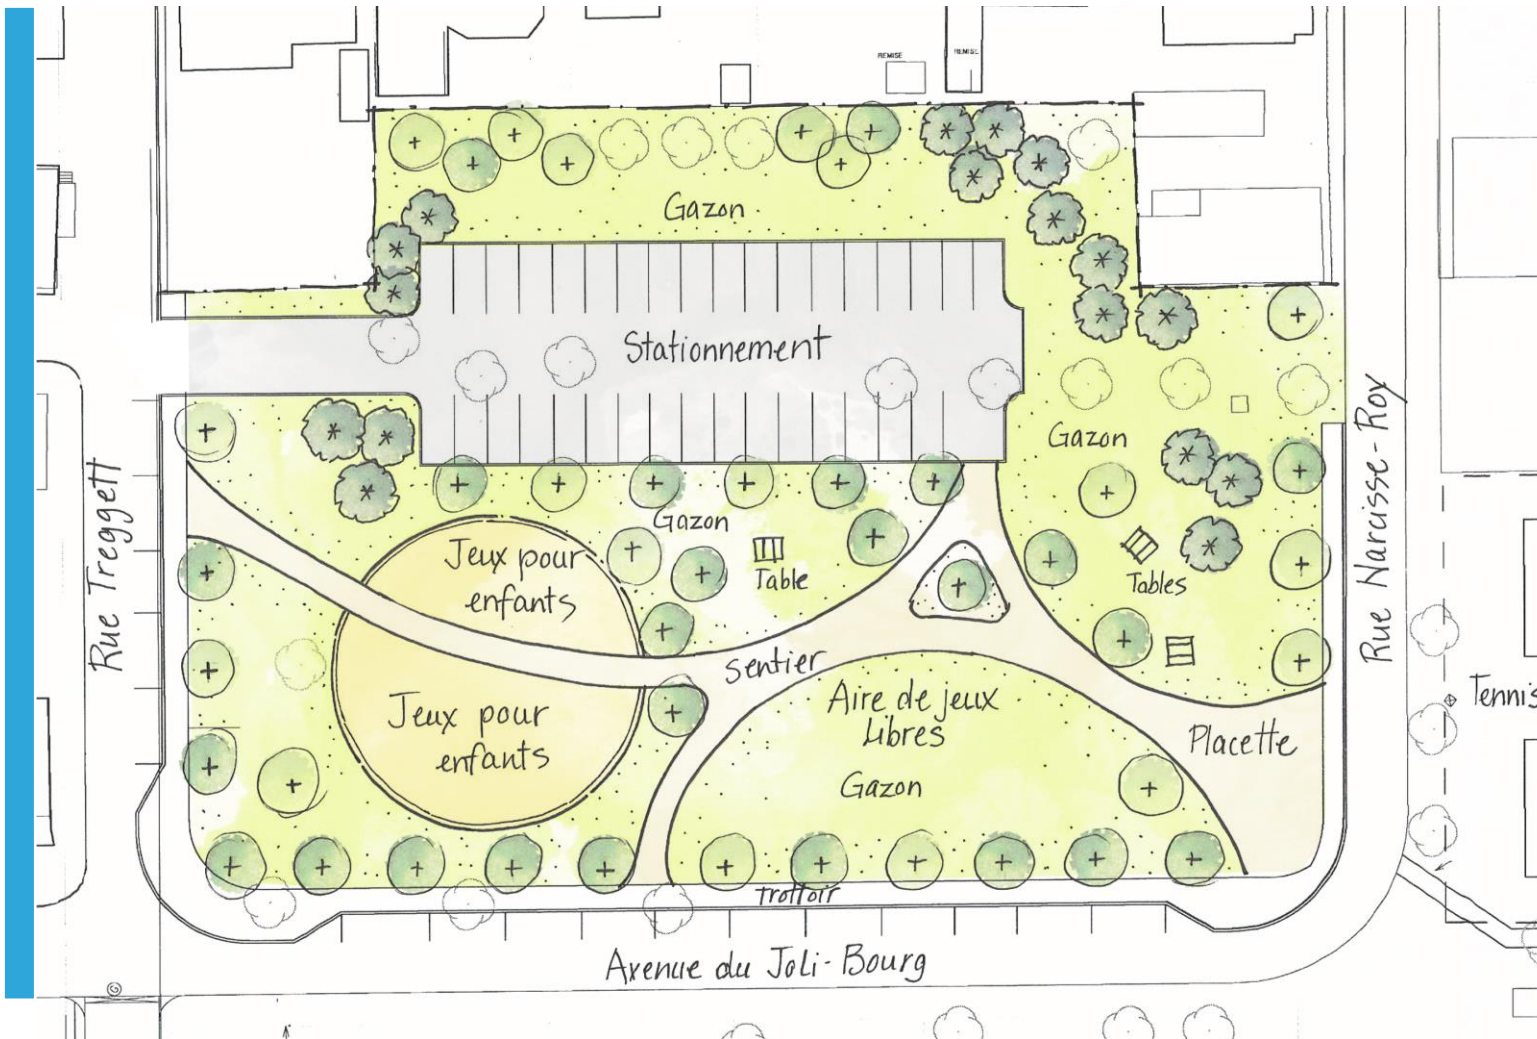 REMISE
REMISE
Gazon
Stationnement
Gazon
Rue Treggett
Rue Narcisse-Roy
Gazon
Jeux pour
enfants
Table
Tables
Sentier
Jeux pour
enfants
Aire de jeux
Libres
Gazon
Placette
Tennis
Trottoir
Avenue du Joli-Bourg
G